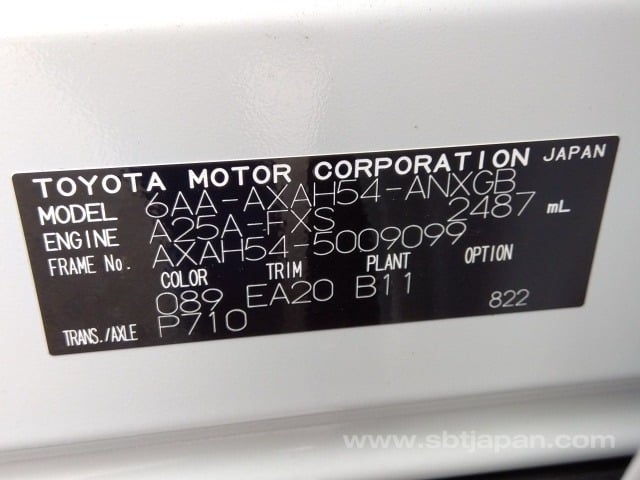 TOYOTA MOTOR CORPORATION JAPAN
MODEL 6AA-AXAH54-ANXGB
ENGINE A25A-FXS 2487 mL
FRAME No. AXAH54-5009099
COLOR TRIM PLANT OPTION
089 EA20 B11
TRANS./AXLE P710 822
www.sbtjapan.com